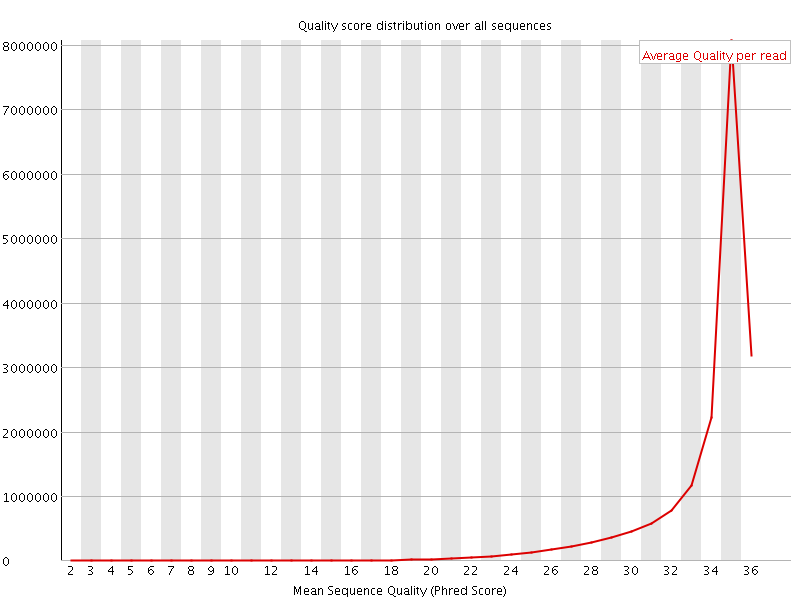 Quality score distribution over all sequences
Average Quality per read
8000000
7000000
6000000
5000000
4000000
3000000
2000000
1000000
0
2 3 4 5 6 7 8 9 10 12 14 16 18 20 22 24 26 28 30 32 34 36
Mean Sequence Quality (Phred Score)